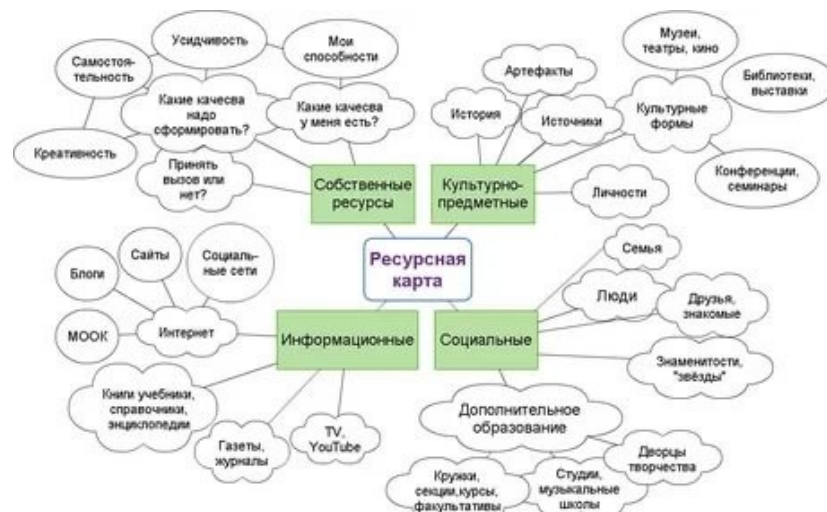 Усидчивость
Мои
способности
Самостоя-
тельность
Какие качесва
надо
сформировать?
Какие качесва
у меня есть?
Креативность
Принять
вызов или
нет?
Собственные
ресурсы
Музеи,
театры, кино
Артефакты
Библиотеки,
выставки
История
Источники
Культурные
формы
Конференции,
семинары
Культурно-
предметные
Личности
Ресурсная
карта
Блоги
Сайты
Социаль-
ные сети
МООК
Интернет
Информационные
Книги учебники,
справочники,
энциклопедии
Газеты,
журналы
TV,
YouTube
Социальные
Семья
Люди
Друзья,
знакомые
Знаменитости,
"звёзды"
Дополнительное
образование
Кружки,
секции,курсы,
факультативы
Студии,
музыкальные
школы
Дворцы
творчества